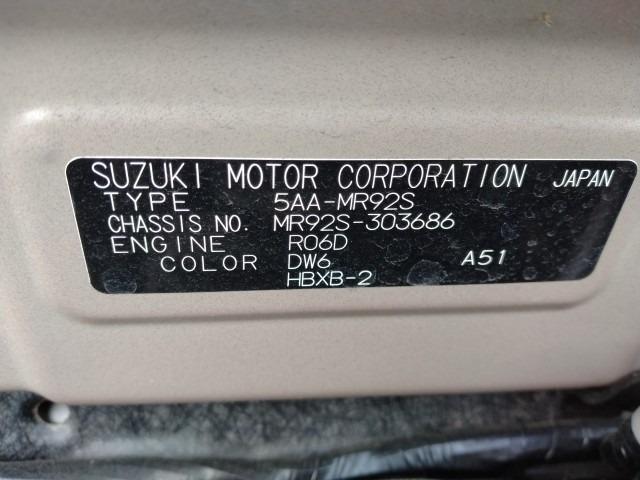 SUZUKI MOTOR CORPORATION JAPAN
TYPE 5AA-MR92S
CHASSIS NO. MR92S-303686
ENGINE R06D
COLOR DW6 A51
HBXB-2